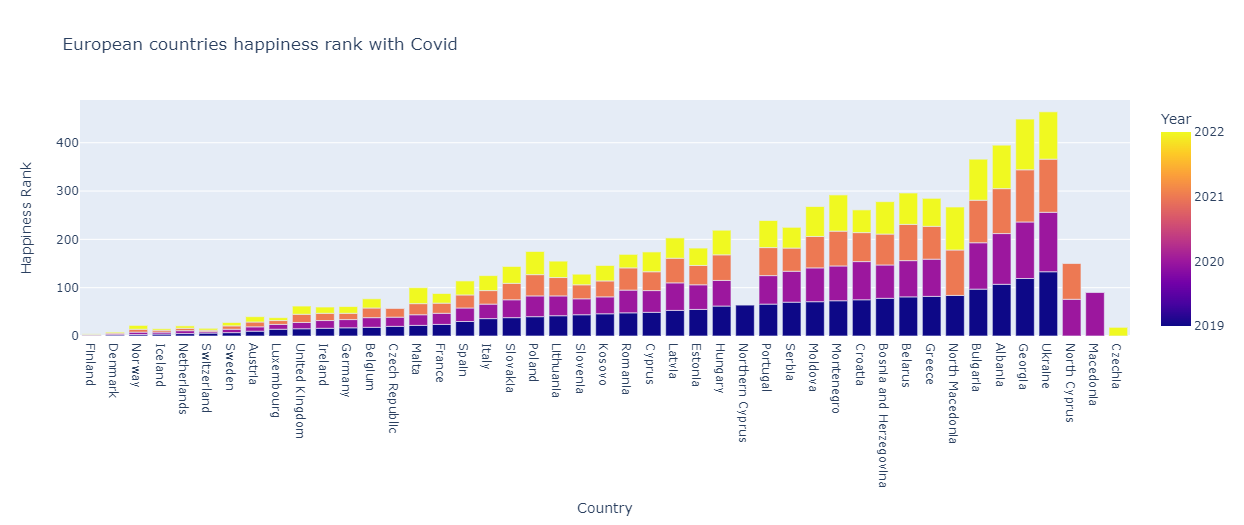 European countries happiness rank with Covid
Happiness Rank
400
300
200
100
0
Finland
Denmark
Norway
Iceland
Netherlands
Switzerland
Sweden
Austria
Luxembourg
United Kingdom
Ireland
Germany
Belgium
Czech Republic
Malta
France
Spain
Italy
Slovakia
Poland
Lithuania
Slovenia
Kosovo
Romania
Cyprus
Latvia
Estonia
Hungary
Northern Cyprus
Portugal
Serbia
Moldova
Montenegro
Croatia
Bosnia and Herzegovina
Belarus
Greece
North Macedonia
Bulgaria
Albania
Georgia
Ukraine
North Cyprus
Macedonia
Czechia
Country
Year
2022
2021
2020
2019